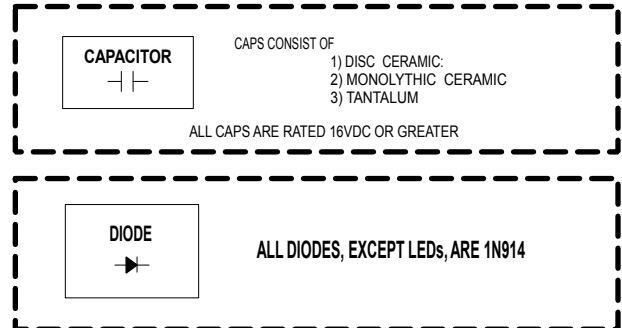 CAPACITOR
CAPS CONSIST OF
1) DISC CERAMIC:
2) MONOLYTHIC CERAMIC
3) TANTALUM
ALL CAPS ARE RATED 16VDC OR GREATER
DIODE
ALL DIODES, EXCEPT LEDs, ARE 1N914